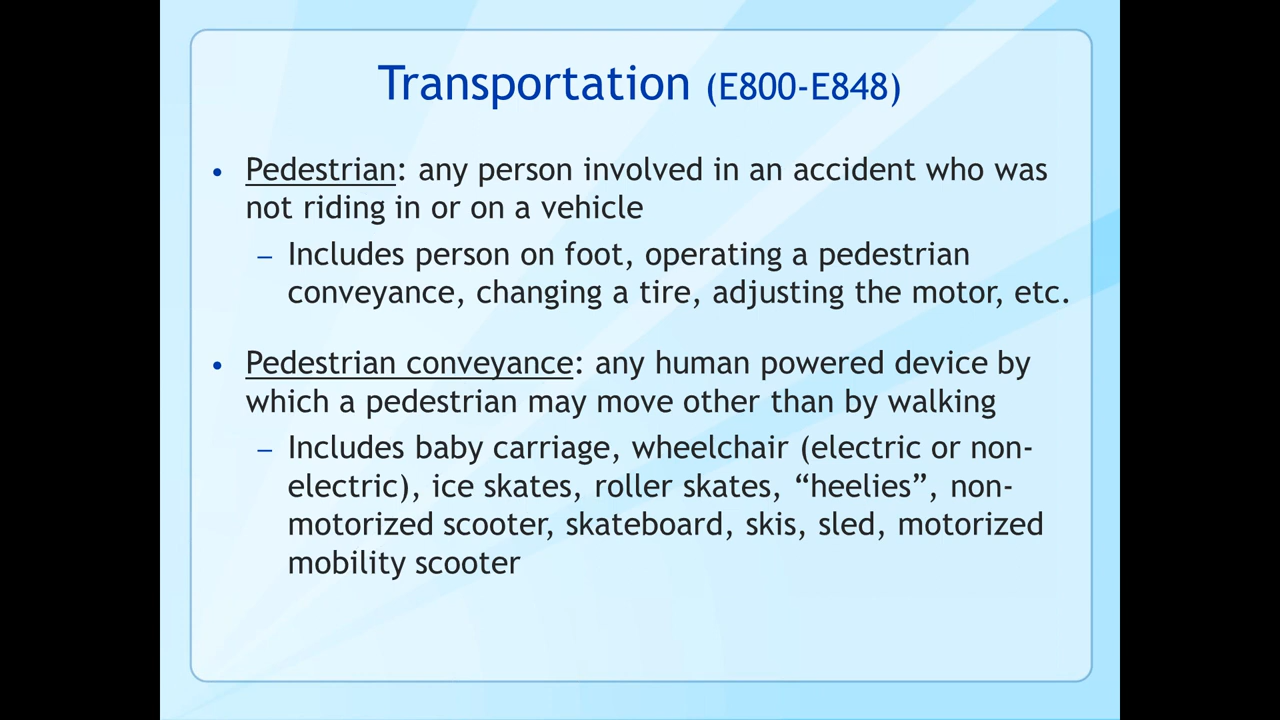 Transportation (E800-E848)
• Pedestrian: any person involved in an accident who was
not riding in or on a vehicle
– Includes person on foot, operating a pedestrian
conveyance, changing a tire, adjusting the motor, etc.
• Pedestrian conveyance: any human powered device by
which a pedestrian may move other than by walking
– Includes baby carriage, wheelchair (electric or non-
electric), ice skates, roller skates, “heelies”, non-
motorized scooter, skateboard, skis, sled, motorized
mobility scooter